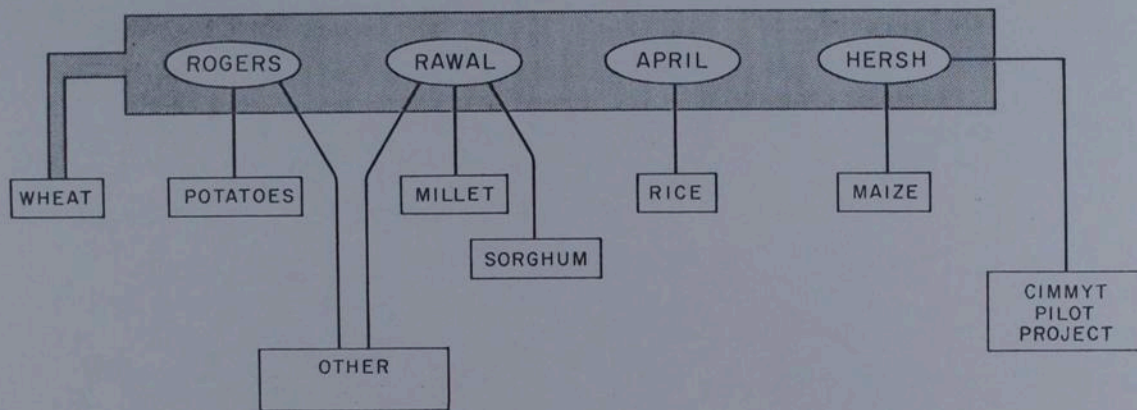 ROGERS
RAWAL
APRIL
HERSH
WHEAT
POTATOES
MILLET
RICE
MAIZE
SORGHUM
CIMMYT
PILOT
PROJECT
OTHER